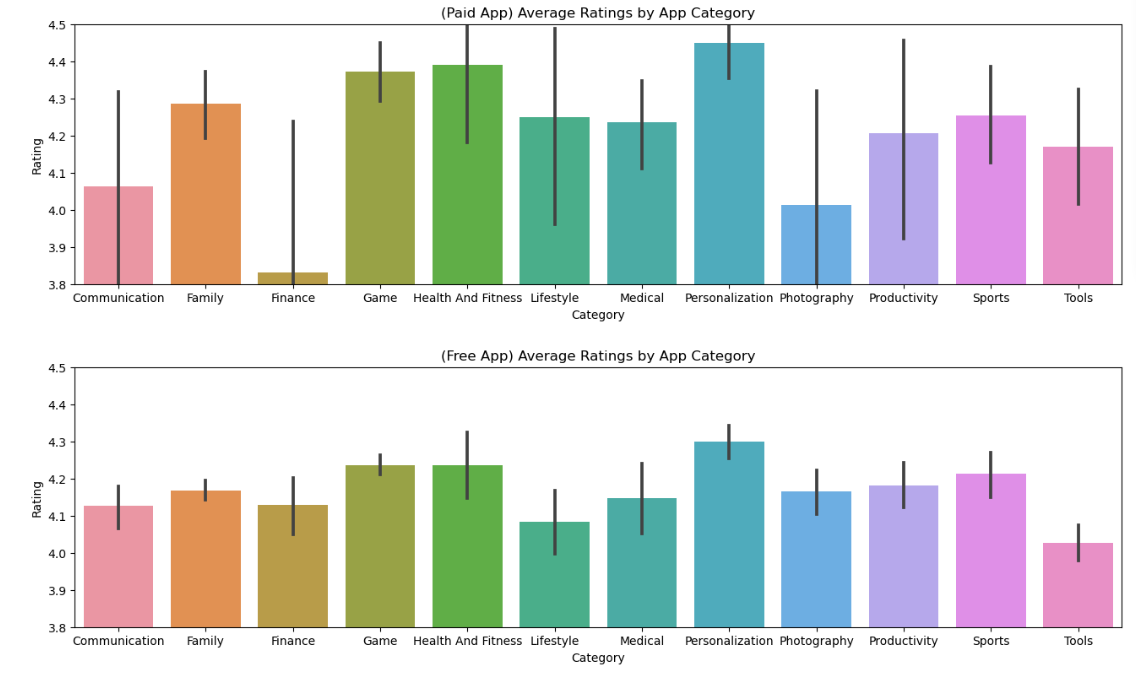 (Paid App) Average Ratings by App Category
4.5
4.4
4.3
4.2
4.1
4.0
3.9
3.8
Rating
Communication Family Finance Game Health And Fitness Lifestyle Medical Personalization Photography Productivity Sports Tools
Category
(Free App) Average Ratings by App Category
4.5
4.4
4.3
4.2
4.1
4.0
3.9
3.8
Rating
Communication Family Finance Game Health And Fitness Lifestyle Medical Personalization Photography Productivity Sports Tools
Category